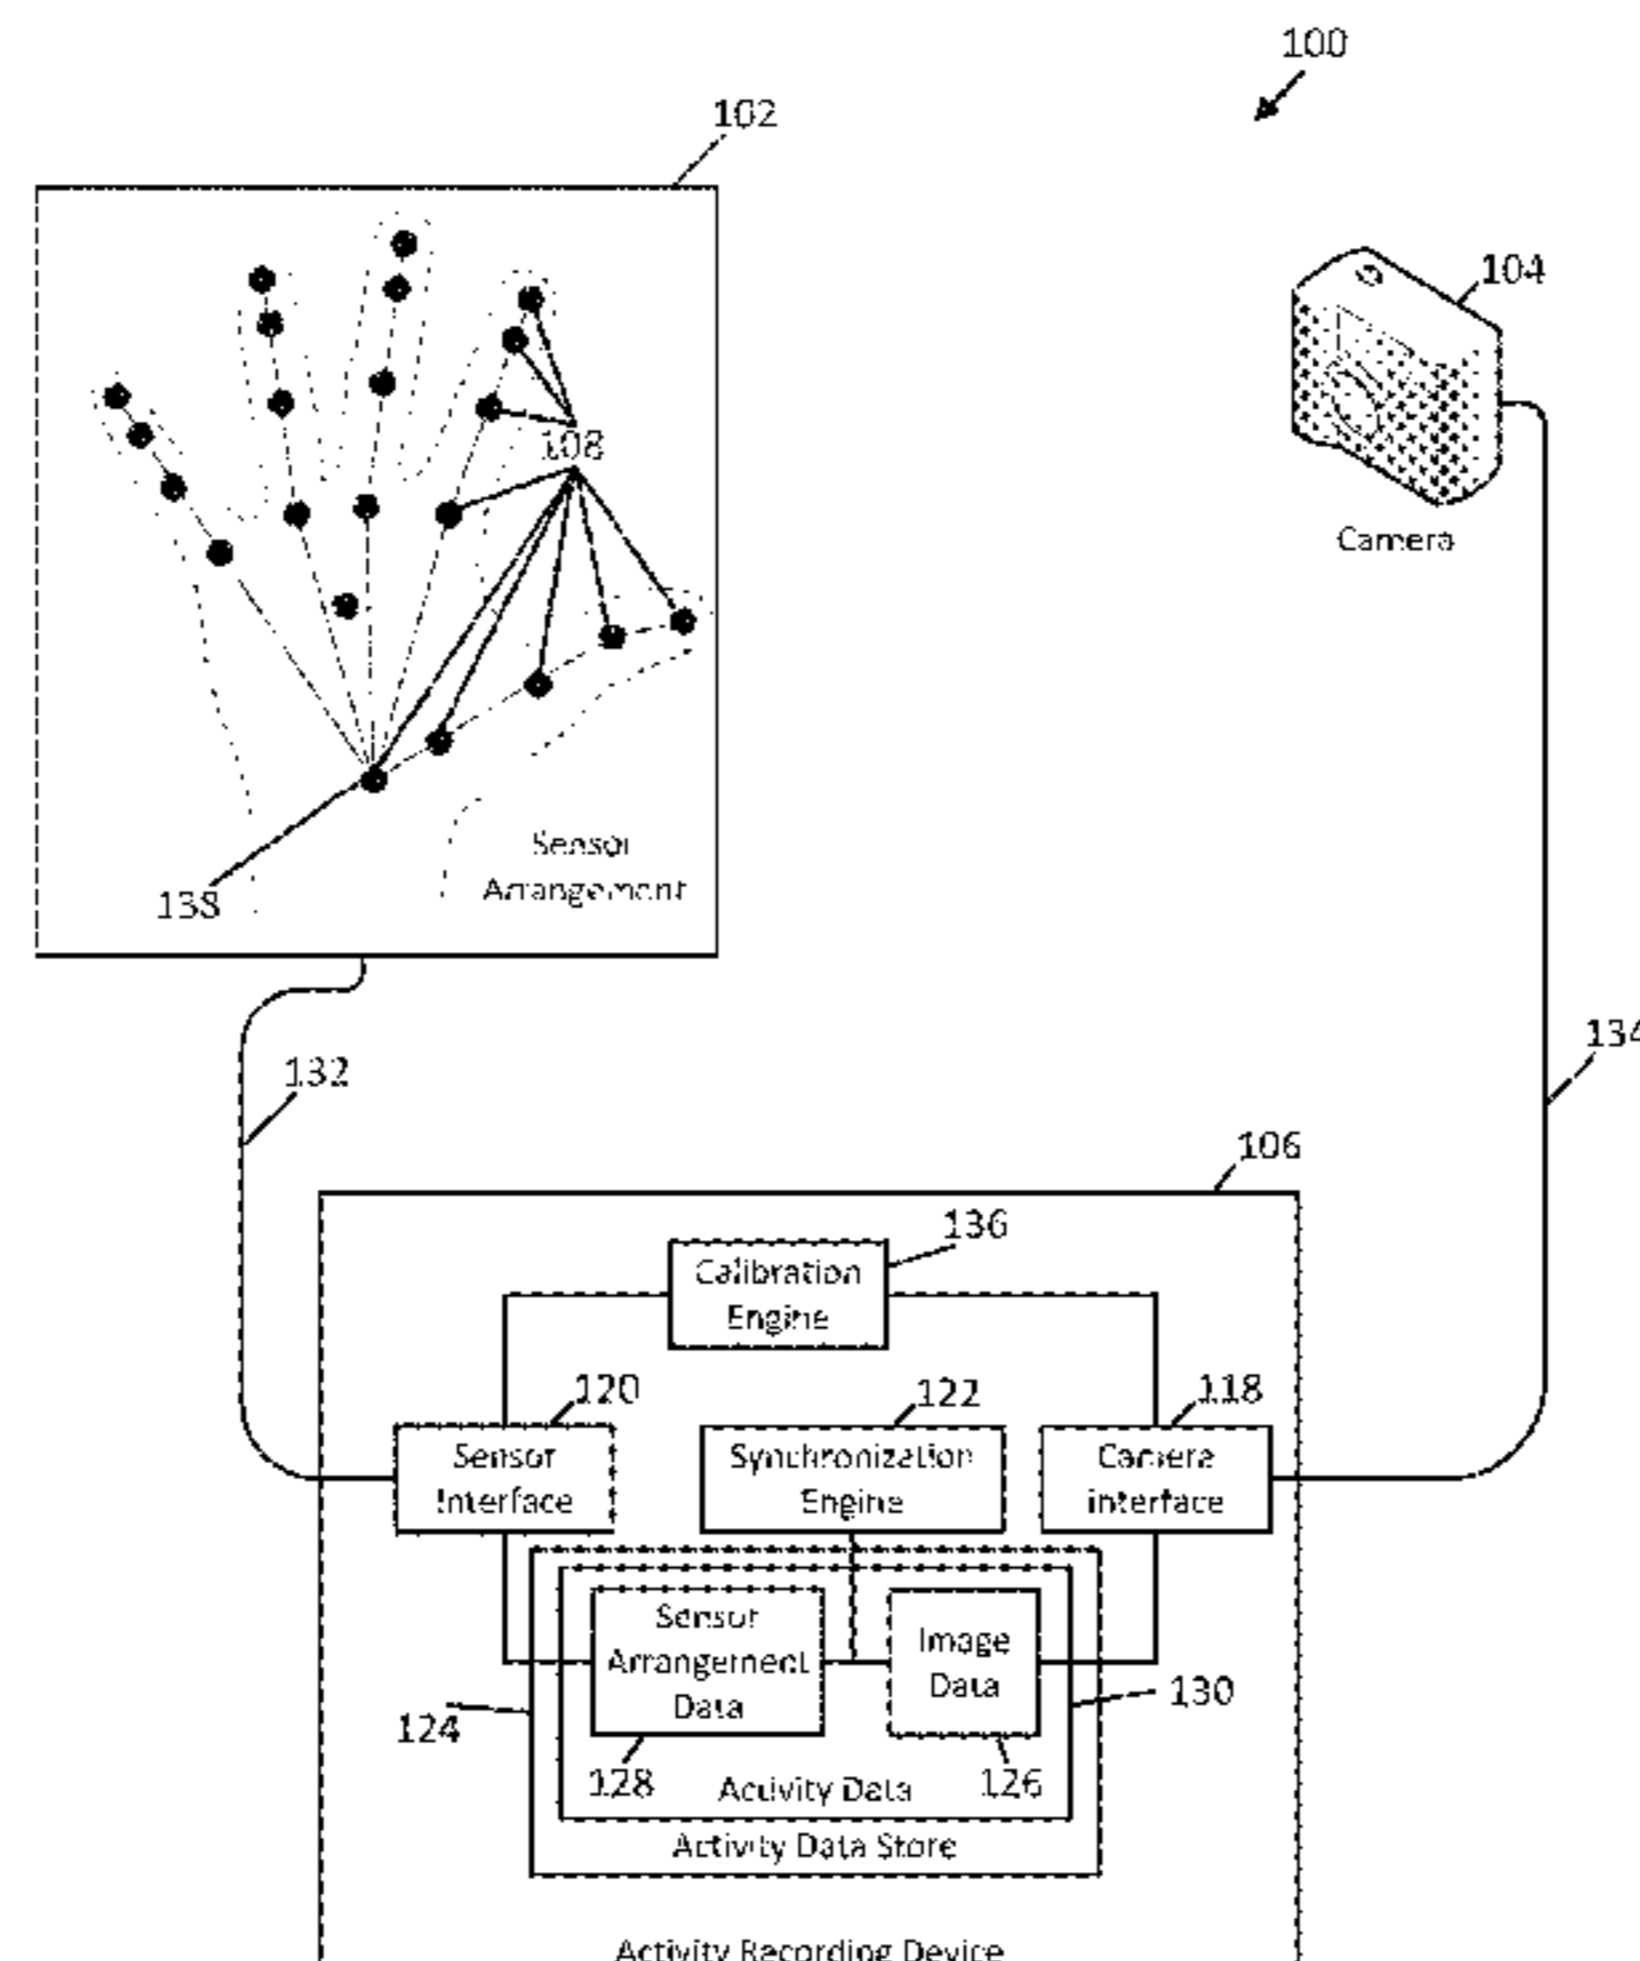 100
102
104
108
Camera
Sensor
Arrangement
138
134
132
106
136
Calibration
Engine
120
122
118
Sensor
Interface
Synchronization
Engine
Camera
interface
Sensor
Arrangement
Data
Image
Data
130
124
128
126
Activity Data
Activity Data Store
Activity Recording Device